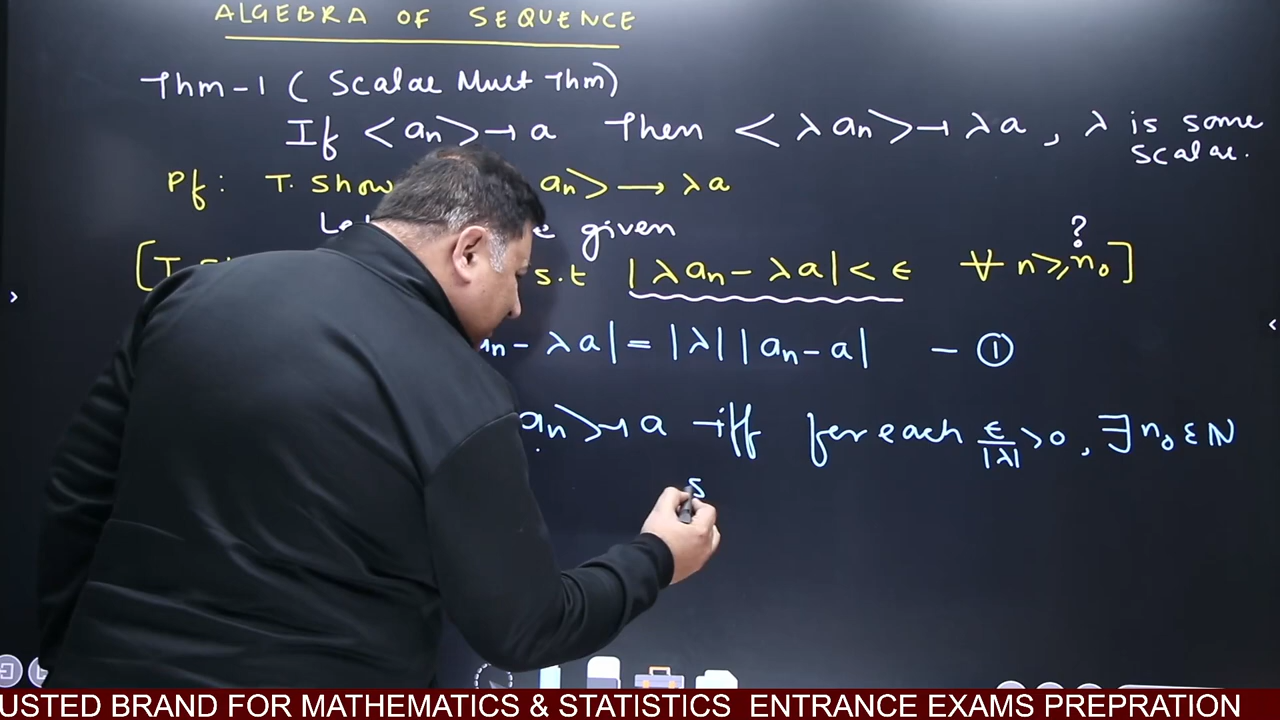 ALGEBRA OF SEQUENCE
Thm-1 ( Scalar Mult Thm)
If <an> → a Then < λ an> → λa , λ is some
scalar.
Pf: T. Show an> → λa
given
?
s.t |λan - λa| < ε ∀ n ≥ n0 ]
an - λa| = |λ| |an - a| - ①
an> → a iff for each ε/|λ| > 0 , ∃ n0 ε N
s
USTED BRAND FOR MATHEMATICS & STATISTICS ENTRANCE EXAMS PREPRATION